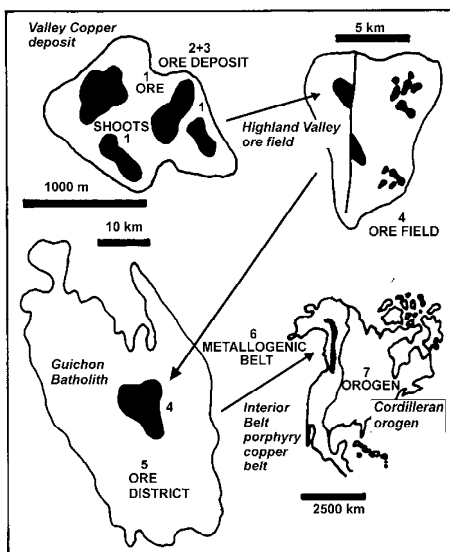 Valley Copper
deposit
2+3
ORE DEPOSIT
1
ORE
SHOOTS
1
1
1000 m
5 km
Highland Valley
ore field
4
ORE FIELD
10 km
Guichon
Batholith
4
5
ORE
DISTRICT
6
METALLOGENIC
BELT
Interior
Belt
porphyry
copper
belt
7
OROGEN
Cordilleran
orogen
2500 km